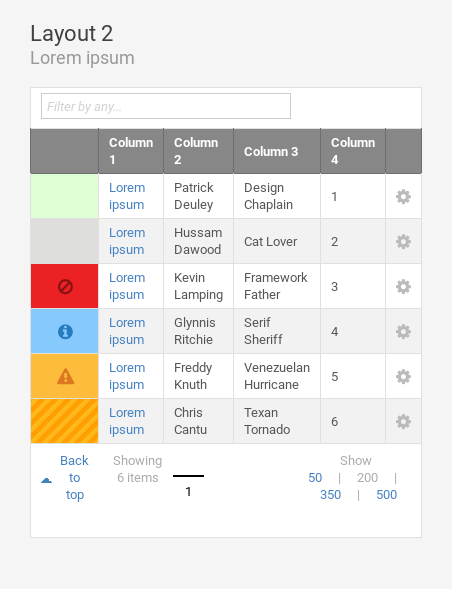 Layout 2
Lorem ipsum
Filter by any...
Column 1 Column 2 Column 3 Column 4
Lorem ipsum Patrick Deuley Design Chaplain 1
Lorem ipsum Hussam Dawood Cat Lover 2
Lorem ipsum Kevin Lamping Framework Father 3
Lorem ipsum Glynnis Ritchie Serif Sheriff 4
Lorem ipsum Freddy Knuth Venezuelan Hurricane 5
Lorem ipsum Chris Cantu Texan Tornado 6
Back to top Showing 6 items 1 Show 50 | 200 | 350 | 500